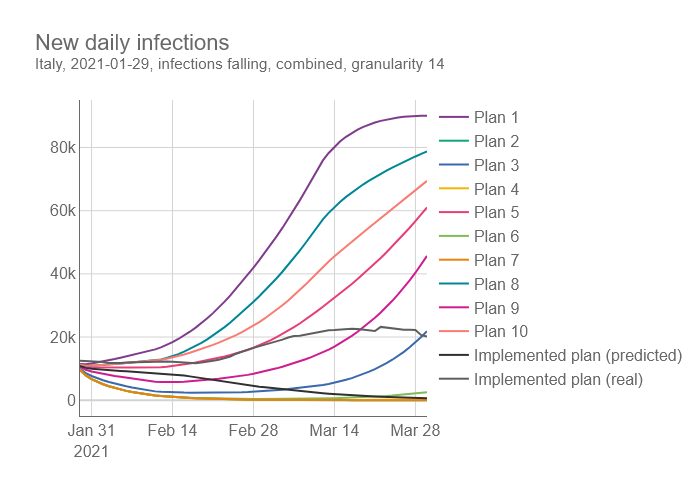 New daily infections
Italy, 2021-01-29, infections falling, combined, granularity 14
80k
60k
40k
20k
0
Jan 31
2021
Feb 14
Feb 28
Mar 14
Mar 28
Plan 1
Plan 2
Plan 3
Plan 4
Plan 5
Plan 6
Plan 7
Plan 8
Plan 9
Plan 10
Implemented plan (predicted)
Implemented plan (real)